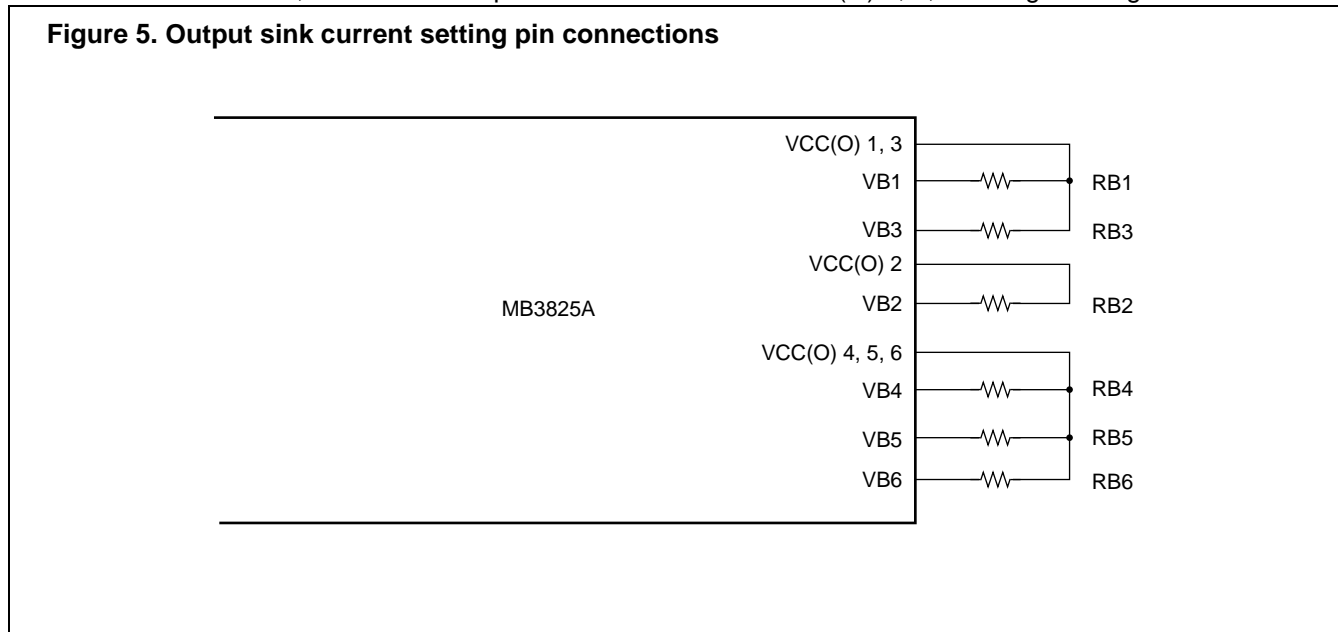 Figure 5. Output sink current setting pin connections
VCC(O) 1, 3
VB1
RB1
VB3
RB3
VCC(O) 2
VB2
RB2
MB3825A
VCC(O) 4, 5, 6
VB4
RB4
VB5
RB5
VB6
RB6